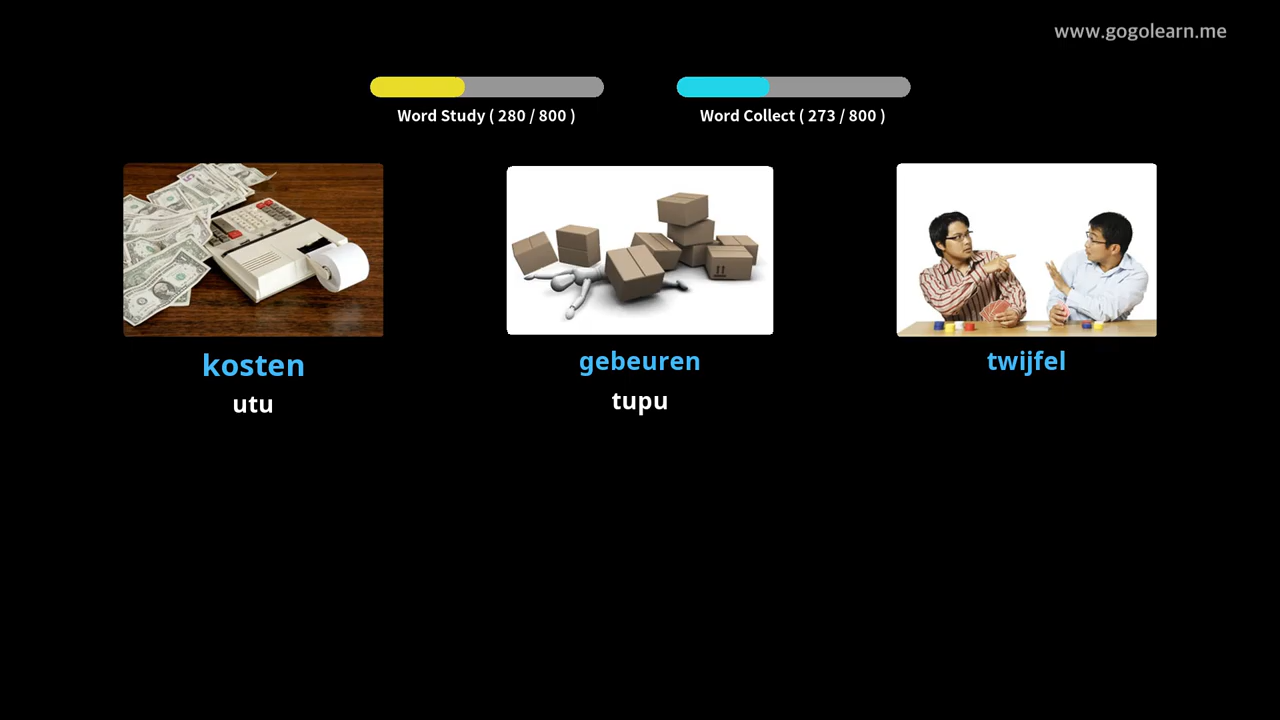 www.gogolearn.me
Word Study ( 280 / 800 )
Word Collect ( 273 / 800 )
kosten
utu
gebeuren
tupu
twijfel